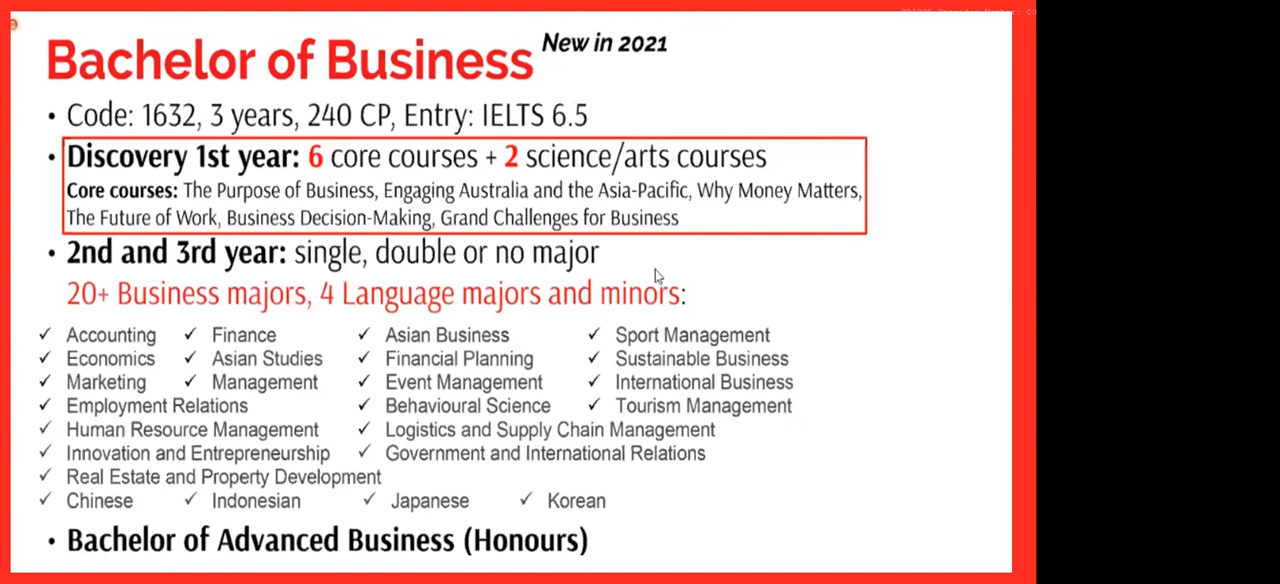 Bachelor of Business New in 2021
• Code: 1632, 3 years, 240 CP, Entry: IELTS 6.5
• Discovery 1st year: 6 core courses + 2 science/arts courses
Core courses: The Purpose of Business, Engaging Australia and the Asia-Pacific, Why Money Matters,
The Future of Work, Business Decision-Making, Grand Challenges for Business
• 2nd and 3rd year: single, double or no major
20+ Business majors, 4 Language majors and minors:
✓ Accounting ✓ Finance ✓ Asian Business ✓ Sport Management
✓ Economics ✓ Asian Studies ✓ Financial Planning ✓ Sustainable Business
✓ Marketing ✓ Management ✓ Event Management ✓ International Business
✓ Employment Relations ✓ Behavioural Science ✓ Tourism Management
✓ Human Resource Management ✓ Logistics and Supply Chain Management
✓ Innovation and Entrepreneurship ✓ Government and International Relations
✓ Real Estate and Property Development
✓ Chinese ✓ Indonesian ✓ Japanese ✓ Korean
• Bachelor of Advanced Business (Honours)